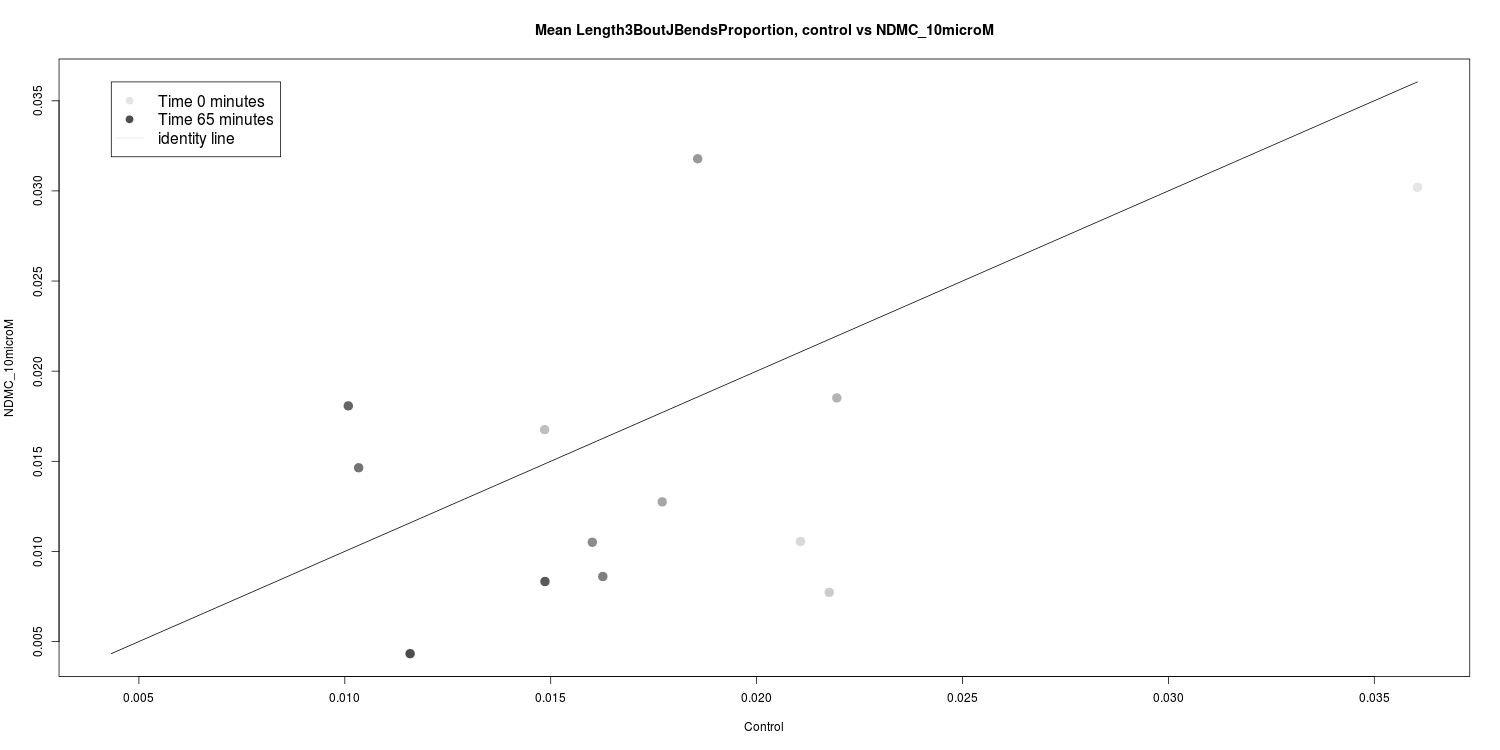 Mean Length3BoutJBendsProportion, control vs NDMC_10microM
Time 0 minutes
Time 65 minutes
identity line
NDMC_10microM
0.035
0.030
0.025
0.020
0.015
0.010
0.005
0.005 0.010 0.015 0.020 0.025 0.030 0.035
Control